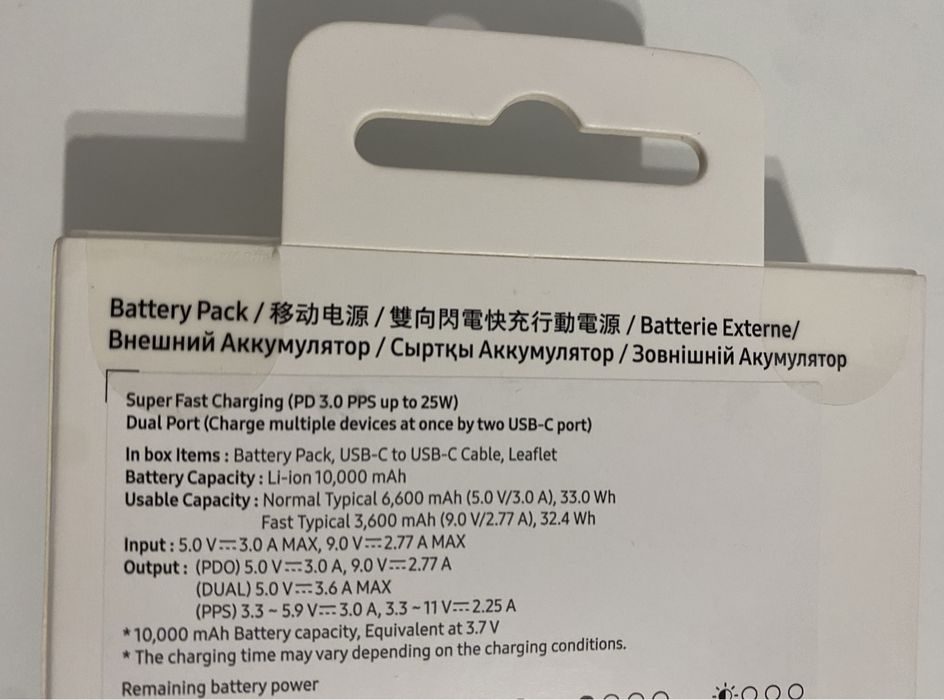 Battery Pack / 移动电源 / 雙向閃電快充行動電源 / Batterie Externe/
Внешний Аккумулятор / Сыртқы Аккумулятор / Зовнішній Акумулятор
Super Fast Charging (PD 3.0 PPS up to 25W)
Dual Port (Charge multiple devices at once by two USB-C port)
In box Items : Battery Pack, USB-C to USB-C Cable, Leaflet
Battery Capacity : Li-ion 10,000 mAh
Usable Capacity : Normal Typical 6,600 mAh (5.0 V/3.0 A), 33.0 Wh
Fast Typical 3,600 mAh (9.0 V/2.77 A), 32.4 Wh
Input : 5.0 V⎓3.0 A MAX, 9.0 V⎓2.77 A MAX
Output : (PDO) 5.0 V⎓3.0 A, 9.0 V⎓2.77 A
(DUAL) 5.0 V⎓3.6 A MAX
(PPS) 3.3 ~ 5.9 V⎓3.0 A, 3.3 ~ 11 V⎓2.25 A
* 10,000 mAh Battery capacity, Equivalent at 3.7 V
* The charging time may vary depending on the charging conditions.
Remaining battery power